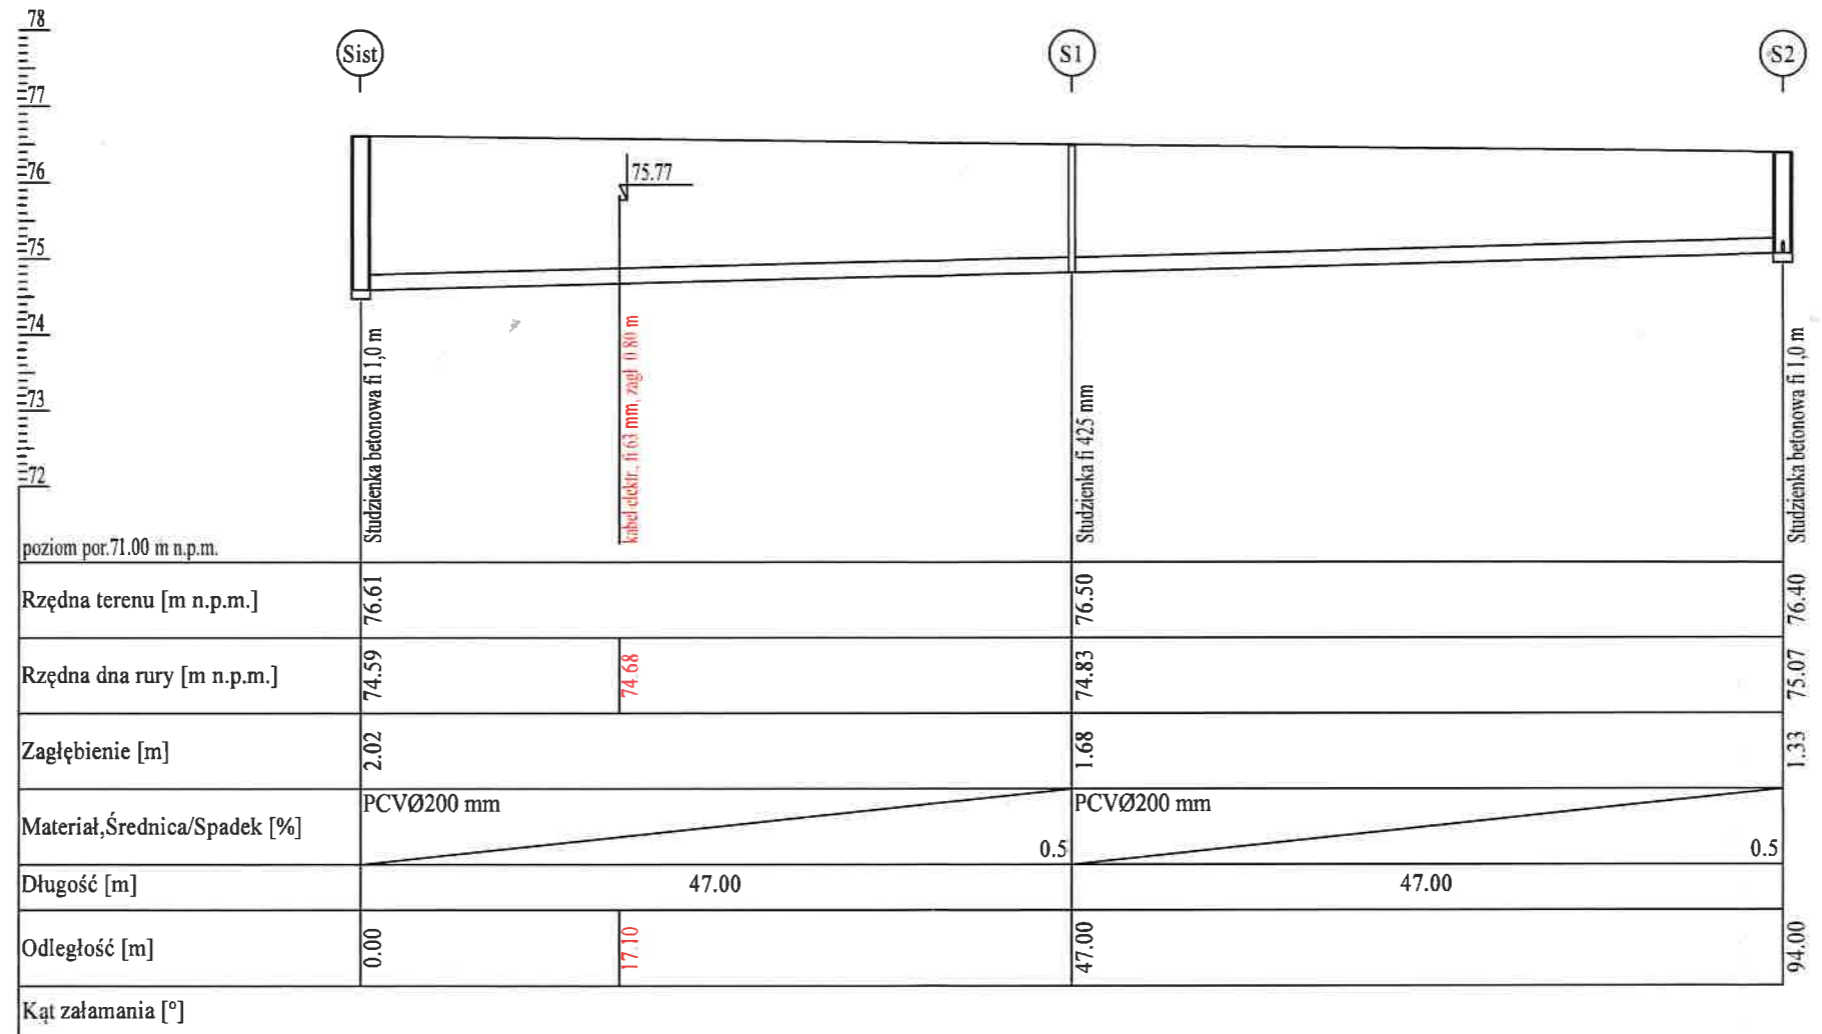 78
77
76
75
74
73
72
Sist
S1
S2
75.77
Studzienka betonowa fi 1,0 m
kabel elektr., fi 63 mm, zagł. 0.80 m
Studzienka fi 425 mm
Studzienka betonowa fi 1,0 m
poziom por.71.00 m n.p.m.
Rzędna terenu [m n.p.m.]
76.61
76.50
76.40
Rzędna dna rury [m n.p.m.]
74.59
74.68
74.83
75.07
Zagłębienie [m]
2.02
1.68
1.33
Materiał,Średnica/Spadek [%]
PCVØ200 mm
0.5
PCVØ200 mm
0.5
Długość [m]
47.00
47.00
Odległość [m]
0.00
17.10
47.00
94.00
Kąt załamania [°]